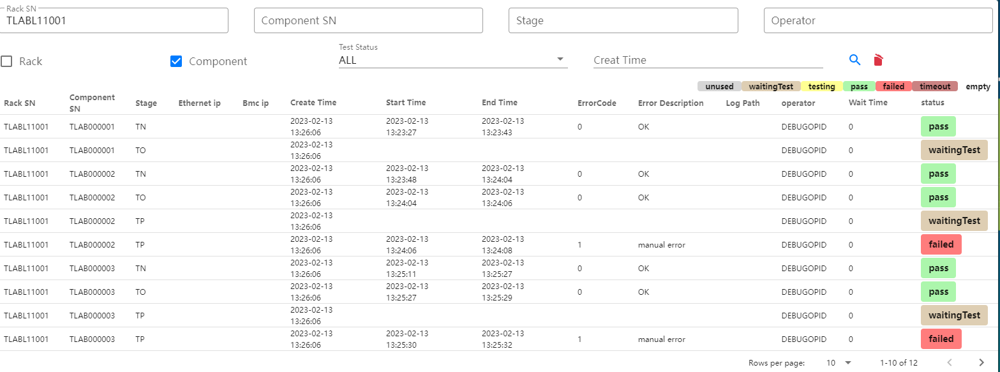 Rack SN
TLABL11001 Component SN Stage Operator
Test Status
Rack Component ALL Creat Time
unused waitingTest testing pass failed timeout empty
Rack SN Component SN Stage Ethernet ip Bmc ip Create Time Start Time End Time ErrorCode Error Description Log Path operator Wait Time status
TLABL11001 TLAB000001 TN 2023-02-13 13:26:06 2023-02-13 13:23:27 2023-02-13 13:23:43 0 OK DEBUGOPID 0 pass
TLABL11001 TLAB000001 TO 2023-02-13 13:26:06 DEBUGOPID 0 waitingTest
TLABL11001 TLAB000002 TN 2023-02-13 13:26:06 2023-02-13 13:23:48 2023-02-13 13:24:04 0 OK DEBUGOPID 0 pass
TLABL11001 TLAB000002 TO 2023-02-13 13:26:06 2023-02-13 13:24:04 2023-02-13 13:24:06 0 OK DEBUGOPID 0 pass
TLABL11001 TLAB000002 TP 2023-02-13 13:26:06 DEBUGOPID 0 waitingTest
TLABL11001 TLAB000002 TP 2023-02-13 13:26:06 2023-02-13 13:24:06 2023-02-13 13:24:08 1 manual error DEBUGOPID 0 failed
TLABL11001 TLAB000003 TN 2023-02-13 13:26:06 2023-02-13 13:25:11 2023-02-13 13:25:27 0 OK DEBUGOPID 0 pass
TLABL11001 TLAB000003 TO 2023-02-13 13:26:06 2023-02-13 13:25:27 2023-02-13 13:25:29 0 OK DEBUGOPID 0 pass
TLABL11001 TLAB000003 TP 2023-02-13 13:26:06 DEBUGOPID 0 waitingTest
TLABL11001 TLAB000003 TP 2023-02-13 13:26:06 2023-02-13 13:25:30 2023-02-13 13:25:32 1 manual error DEBUGOPID 0 failed
Rows per page: 10 1-10 of 12